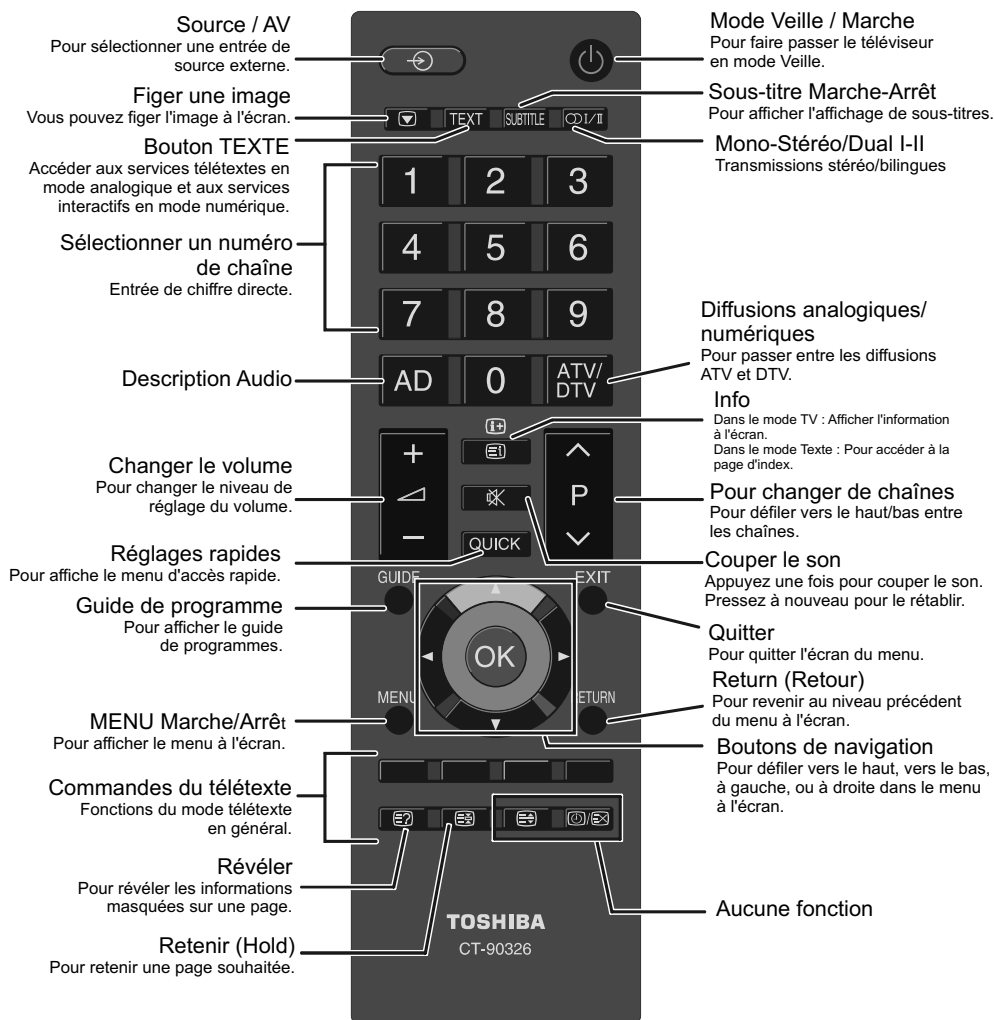 Source / AV
Pour sélectionner une entrée de
source externe.
Figer une image
Vous pouvez figer l'image à l'écran.
Bouton TEXTE
Accéder aux services télétextes en
mode analogique et aux services
interactifs en mode numérique.
Sélectionner un numéro
de chaîne
Entrée de chiffre directe.
Description Audio
Changer le volume
Pour changer le niveau de
réglage du volume.
Réglages rapides
Pour affiche le menu d'accès rapide.
Guide de programme
Pour afficher le guide
de programmes.
MENU Marche/Arrêt
Pour afficher le menu à l'écran.
Commandes du télétexte
Fonctions du mode télétexte
en général.
Révéler
Pour révéler les informations
masquées sur une page.
Retenir (Hold)
Pour retenir une page souhaitée.
TEXT SUBTITLE I/II
1 2 3
4 5 6
7 8 9
AD 0 ATV/
DTV
i+
i
+
P
−
QUICK
GUIDE EXIT
OK
MENU RETURN
TOSHIBA
CT-90326
Mode Veille / Marche
Pour faire passer le téléviseur
en mode Veille.
Sous-titre Marche-Arrêt
Pour afficher l'affichage de sous-titres.
Mono-Stéréo/Dual I-II
Transmissions stéréo/bilingues
Diffusions analogiques/
numériques
Pour passer entre les diffusions
ATV et DTV.
Info
Dans le mode TV : Afficher l'information
à l'écran.
Dans le mode Texte : Pour accéder à la
page d'index.
Pour changer de chaînes
Pour défiler vers le haut/bas entre
les chaînes.
Couper le son
Appuyez une fois pour couper le son.
Pressez à nouveau pour le rétablir.
Quitter
Pour quitter l'écran du menu.
Return (Retour)
Pour revenir au niveau précédent
du menu à l'écran.
Boutons de navigation
Pour défiler vers le haut, vers le bas,
à gauche, ou à droite dans le menu
à l'écran.
Aucune fonction